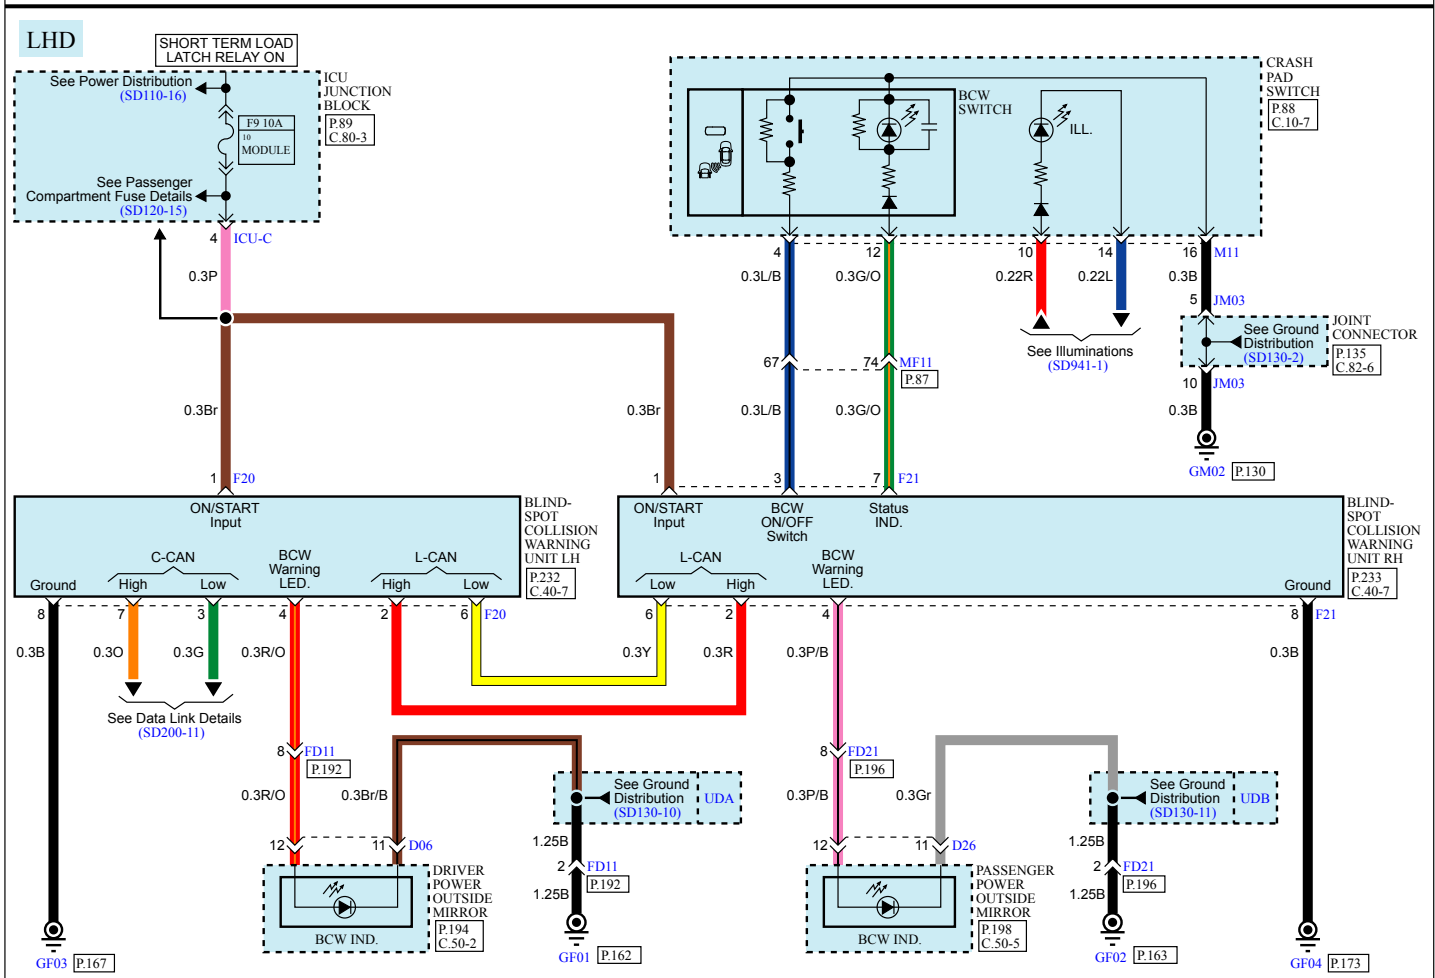 LHD
SHORT TERM LOAD
LATCH RELAY ON
See Power Distribution
(SD110-16)
F9 10A
10
MODULE
See Passenger
Compartment Fuse Details
(SD120-15)
ICU
JUNCTION
BLOCK
P.89
C.80-3
4 ICU-C
0.3P
BCW
SWITCH
ILL.
CRASH
PAD
SWITCH
P.88
C.10-7
4 12 10 14 16 M11
0.3L/B 0.3G/O 0.22R 0.22L 0.3B
5 JM03
See Illuminations
(SD941-1)
See Ground
Distribution
(SD130-2)
JOINT
CONNECTOR
P.135
C.82-6
67 74 MF11
P.87
10 JM03
0.3Br 0.3Br 0.3L/B 0.3G/O 0.3B
GM02 P.130
1 F20 1 3 7 F21
ON/START
Input
C-CAN
High Low
BCW
Warning
LED.
L-CAN
High Low
Ground
BLIND-
SPOT
COLLISION
WARNING
UNIT LH
P.232
C.40-7
ON/START
Input
BCW
ON/OFF
Switch
Status
IND.
L-CAN
Low High
BCW
Warning
LED.
Ground
BLIND-
SPOT
COLLISION
WARNING
UNIT RH
P.233
C.40-7
8 7 3 4 2 6 F20 6 2 4 8 F21
0.3B 0.3O 0.3G 0.3R/O 0.3Y 0.3R 0.3P/B 0.3B
See Data Link Details
(SD200-11)
8 FD11
P.192
0.3R/O 0.3Br/B
See Ground
Distribution
(SD130-10)
UDA
8 FD21
P.196
0.3P/B 0.3Gr
See Ground
Distribution
(SD130-11)
UDB
12 11 D06
1.25B
2 FD11
P.192
1.25B
12 11 D26
1.25B
2 FD21
P.196
1.25B
DRIVER
POWER
OUTSIDE
MIRROR
P.194
C.50-2
BCW IND.
PASSENGER
POWER
OUTSIDE
MIRROR
P.198
C.50-5
BCW IND.
GF03 P.167
GF01 P.162
GF02 P.163
GF04 P.173